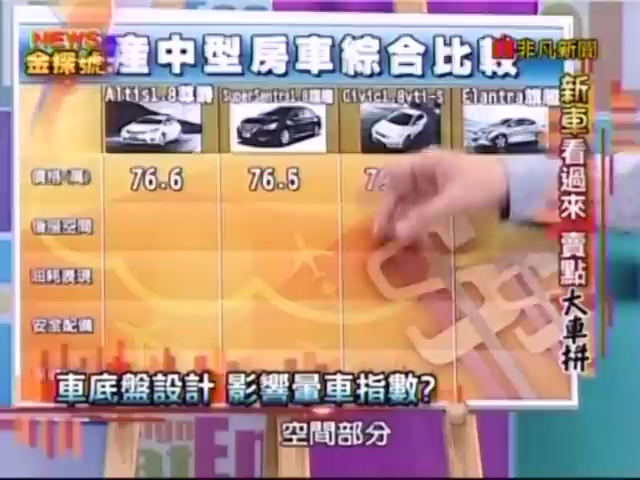 NEWS
金探號
產中型房車綜合比較
非凡新聞
Altis1.8尊爵
SuperSentra1.8旗艦
Civic1.8vti-S
Elantra旗艦
價格(萬)
76.6
76.5
後座空間
油耗表現
安全配備
新車看過來 賣點大車拼
車底盤設計 影響暈車指數?
空間部分